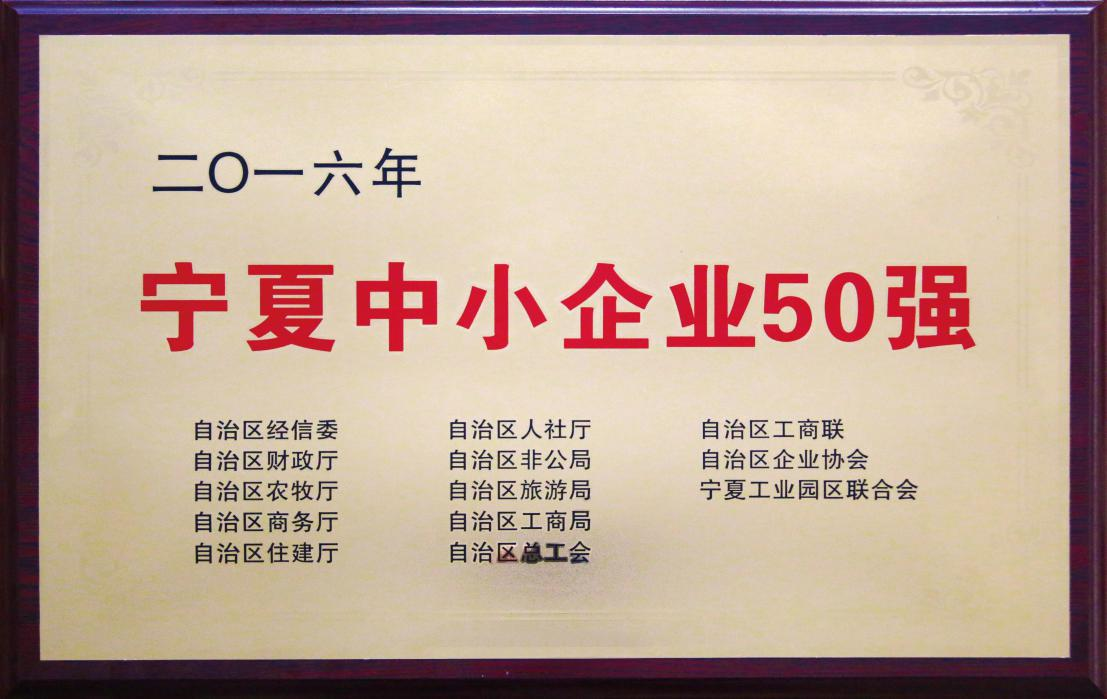 二〇一六年
宁夏中小企业50强
自治区经信委
自治区财政厅
自治区农牧厅
自治区商务厅
自治区住建厅
自治区人社厅
自治区非公局
自治区旅游局
自治区工商局
自治区总工会
自治区工商联
自治区企业协会
宁夏工业园区联合会